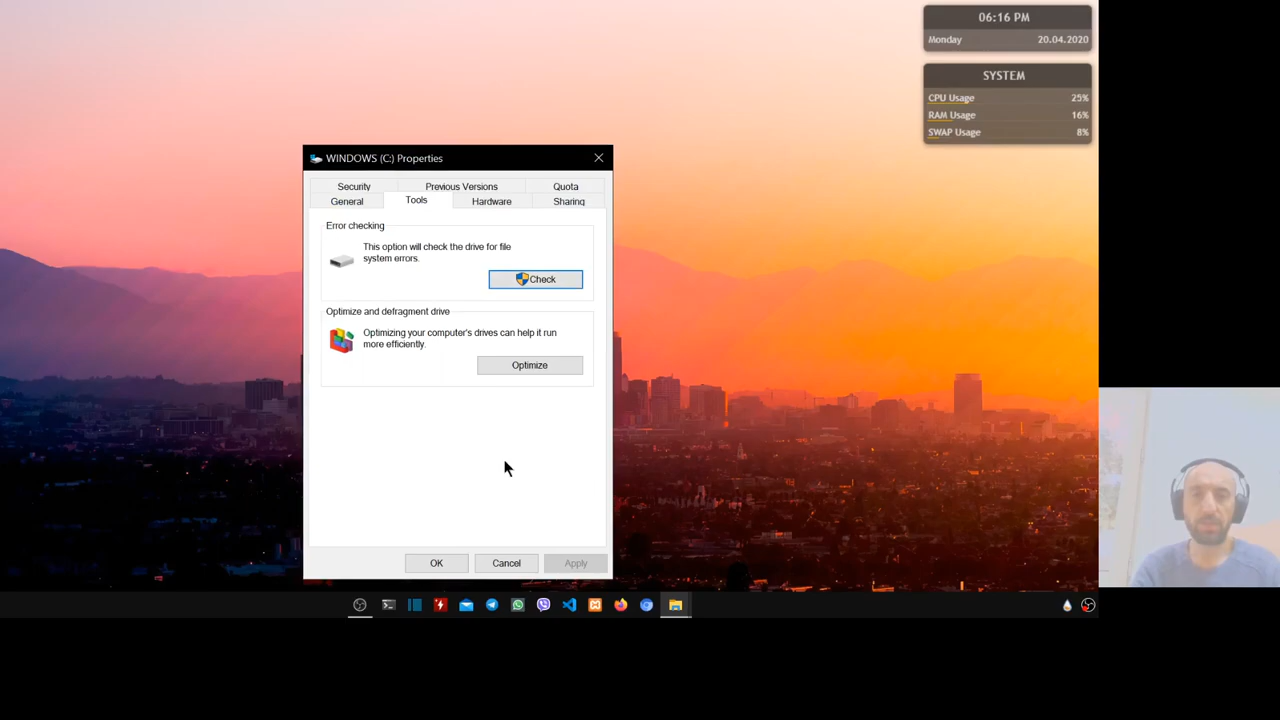 06:16 PM
Monday 20.04.2020
SYSTEM
CPU Usage 25%
RAM Usage 16%
SWAP Usage 8%
WINDOWS (C:) Properties
Security Previous Versions Quota
General Tools Hardware Sharing
Error checking
This option will check the drive for file
system errors.
Check
Optimize and defragment drive
Optimizing your computer's drives can help it run
more efficiently.
Optimize
OK Cancel Apply